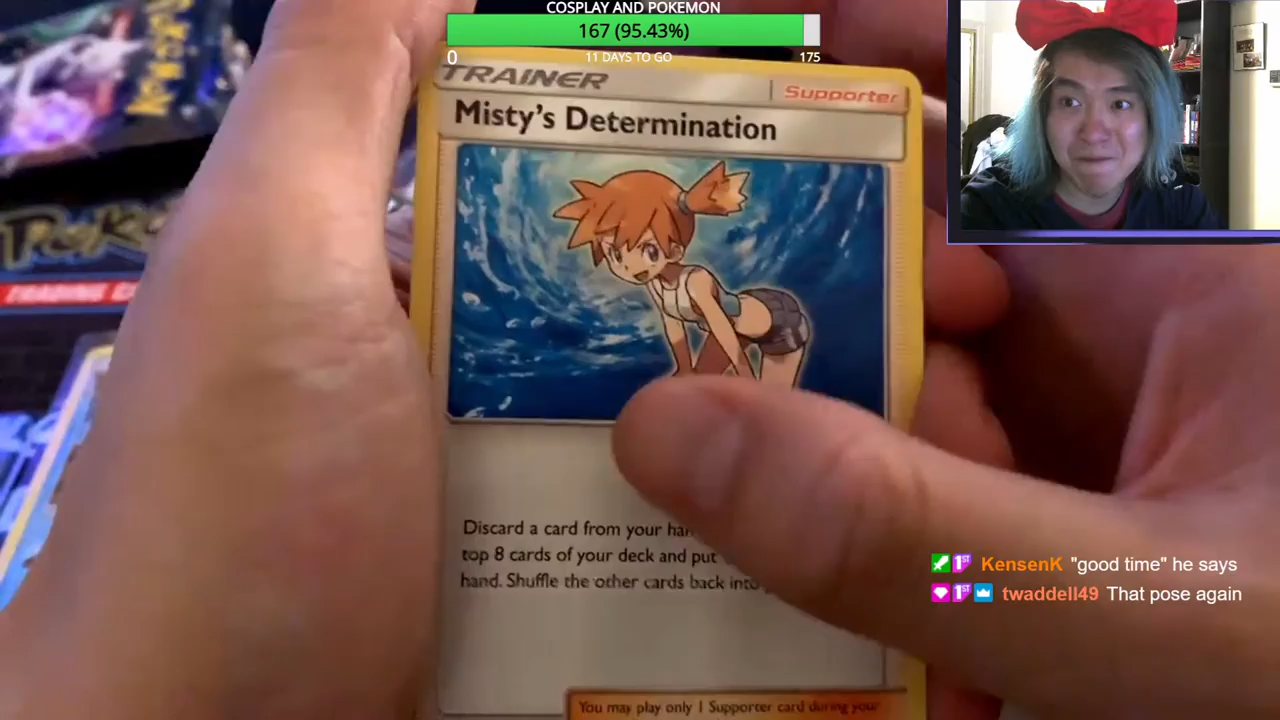 COSPLAY AND POKEMON
167 (95.43%)
0
11 DAYS TO GO
175
TRAINER
Supporter
Misty's Determination
Discard a card from your
top 8 cards of your deck and put
hand. Shuffle the other cards back into
You may play only 1 Supporter card during your
POKEMON
TRADING
KensenK "good time" he says
twaddell49 That pose again